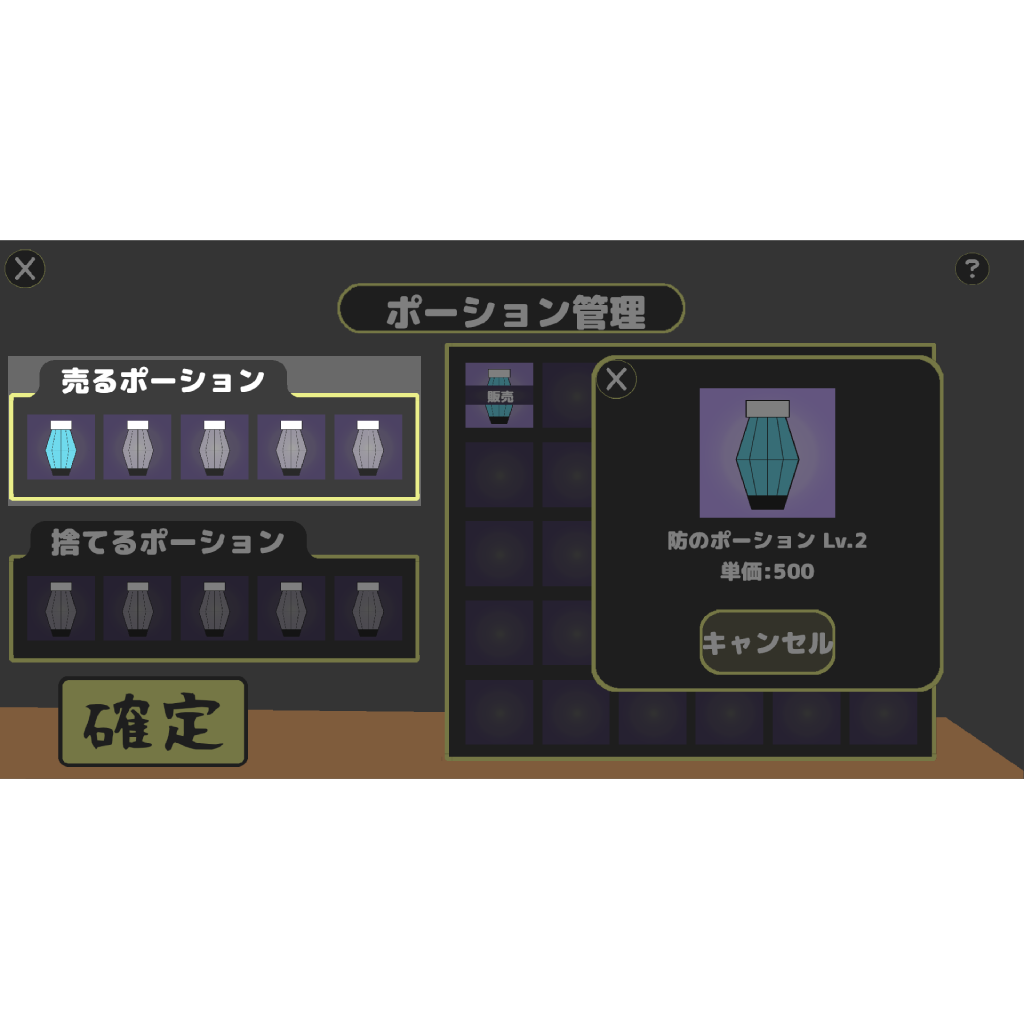 X
?
ポーション管理
売るポーション
販売
X
防のポーション Lv.2
単価:500
キャンセル
捨てるポーション
確定